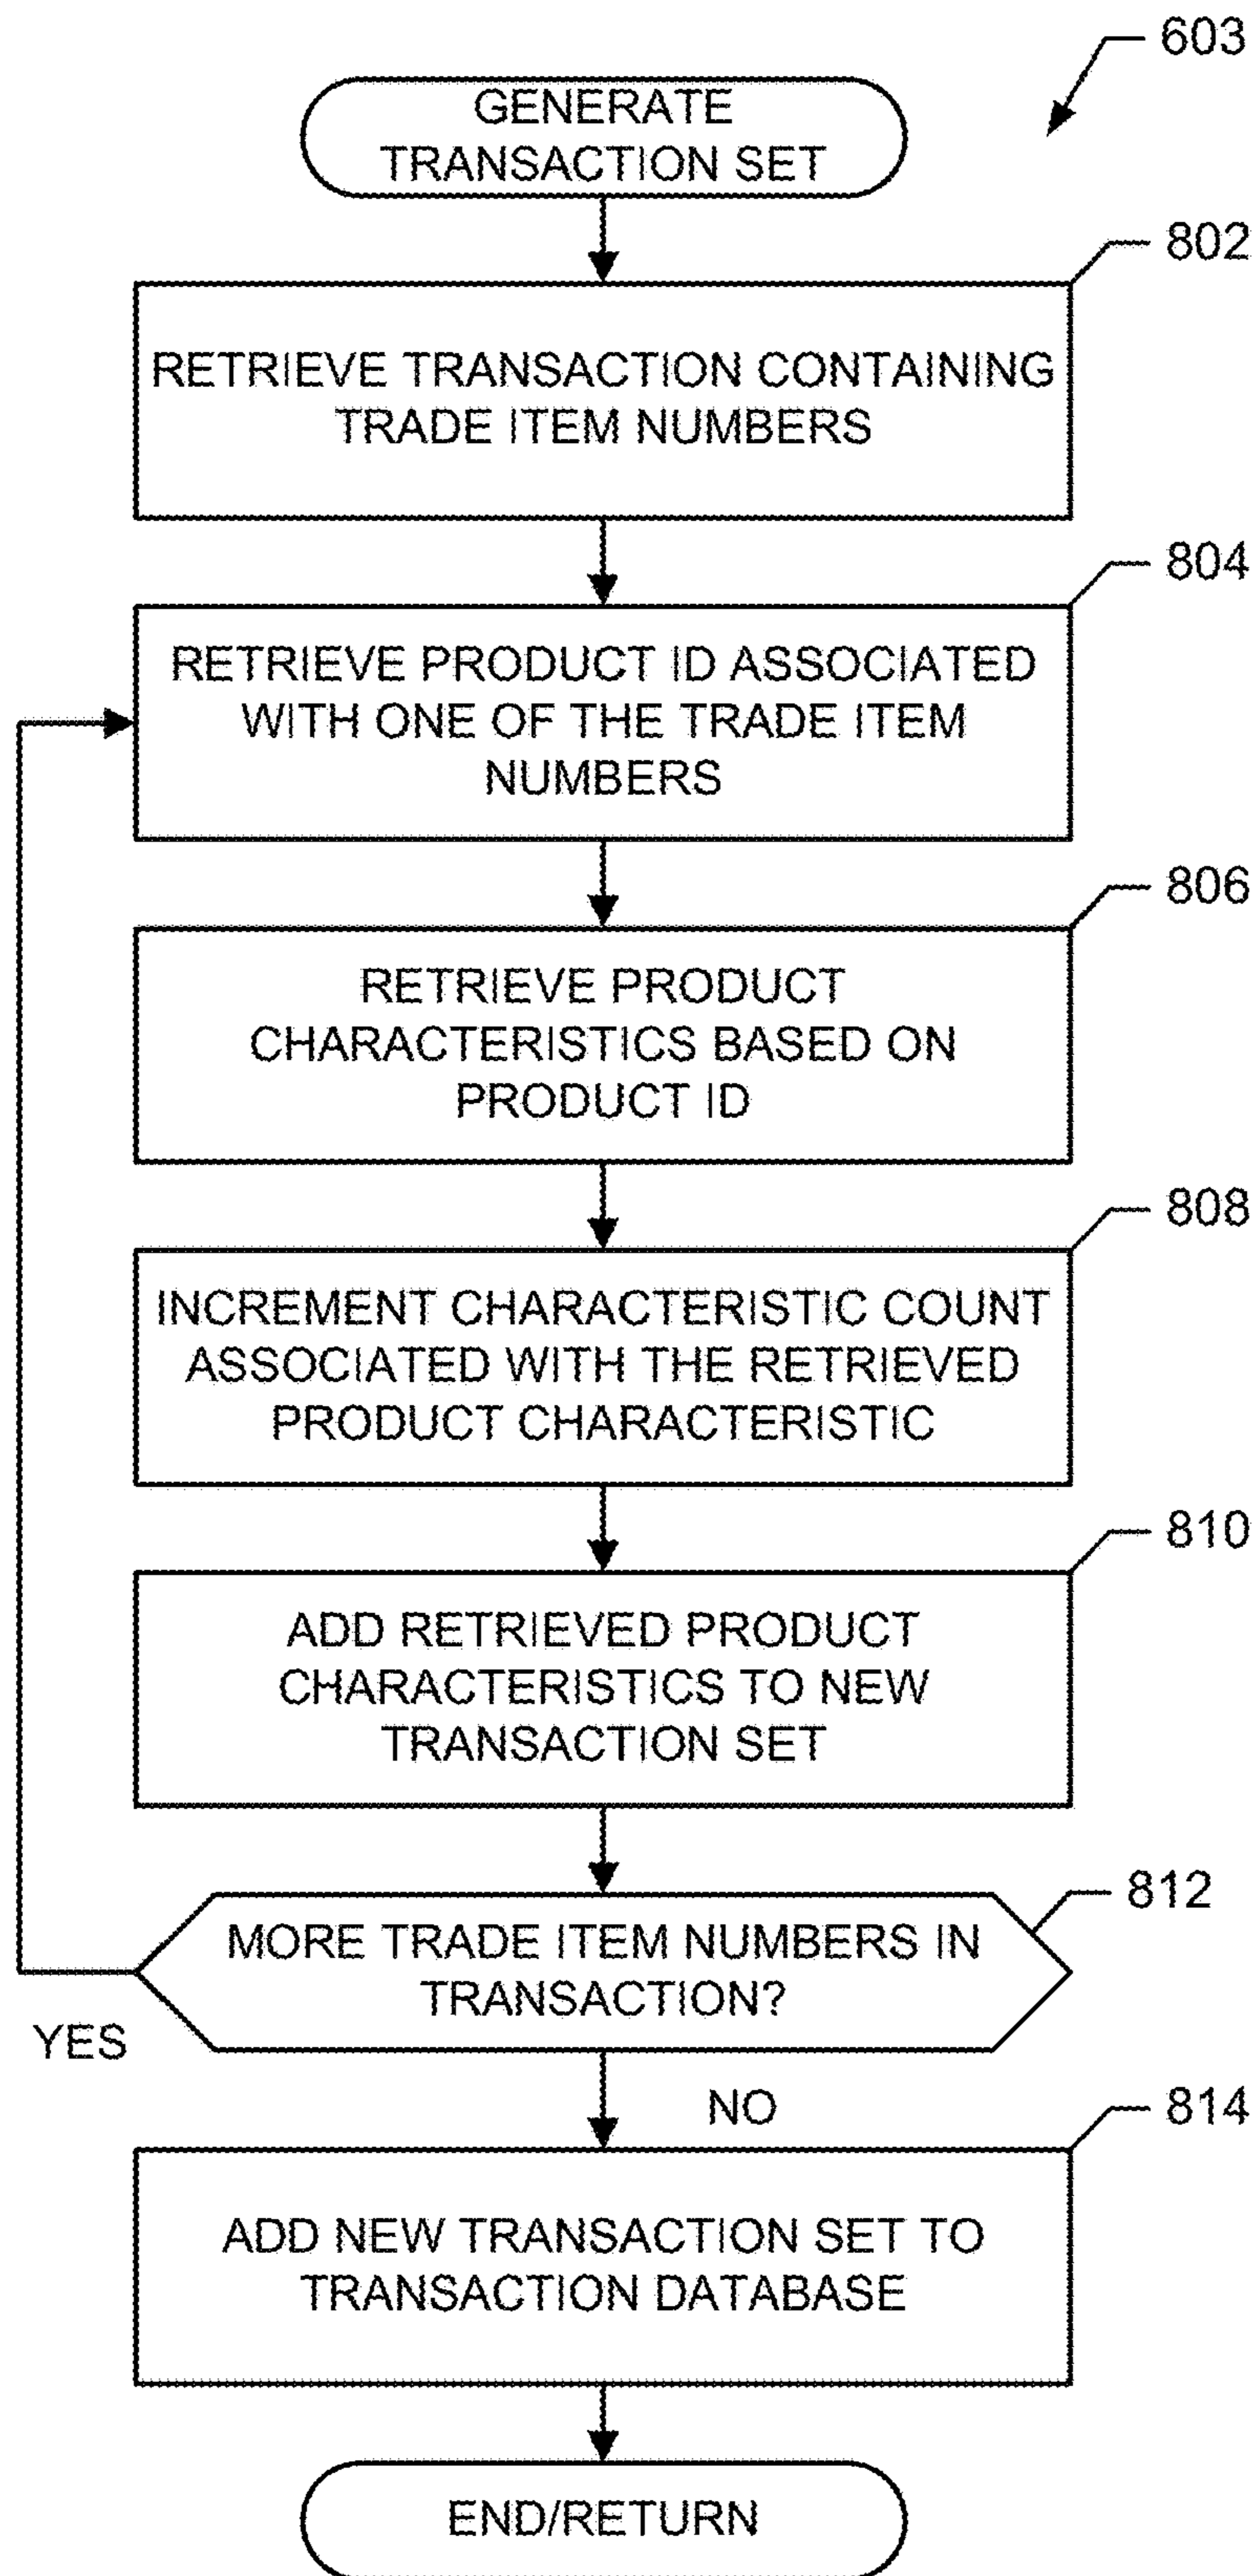 603
GENERATE
TRANSACTION SET
802
RETRIEVE TRANSACTION CONTAINING
TRADE ITEM NUMBERS
804
RETRIEVE PRODUCT ID ASSOCIATED
WITH ONE OF THE TRADE ITEM
NUMBERS
806
RETRIEVE PRODUCT
CHARACTERISTICS BASED ON
PRODUCT ID
808
INCREMENT CHARACTERISTIC COUNT
ASSOCIATED WITH THE RETRIEVED
PRODUCT CHARACTERISTIC
810
ADD RETRIEVED PRODUCT
CHARACTERISTICS TO NEW
TRANSACTION SET
812
MORE TRADE ITEM NUMBERS IN
TRANSACTION?
YES
NO
814
ADD NEW TRANSACTION SET TO
TRANSACTION DATABASE
END/RETURN